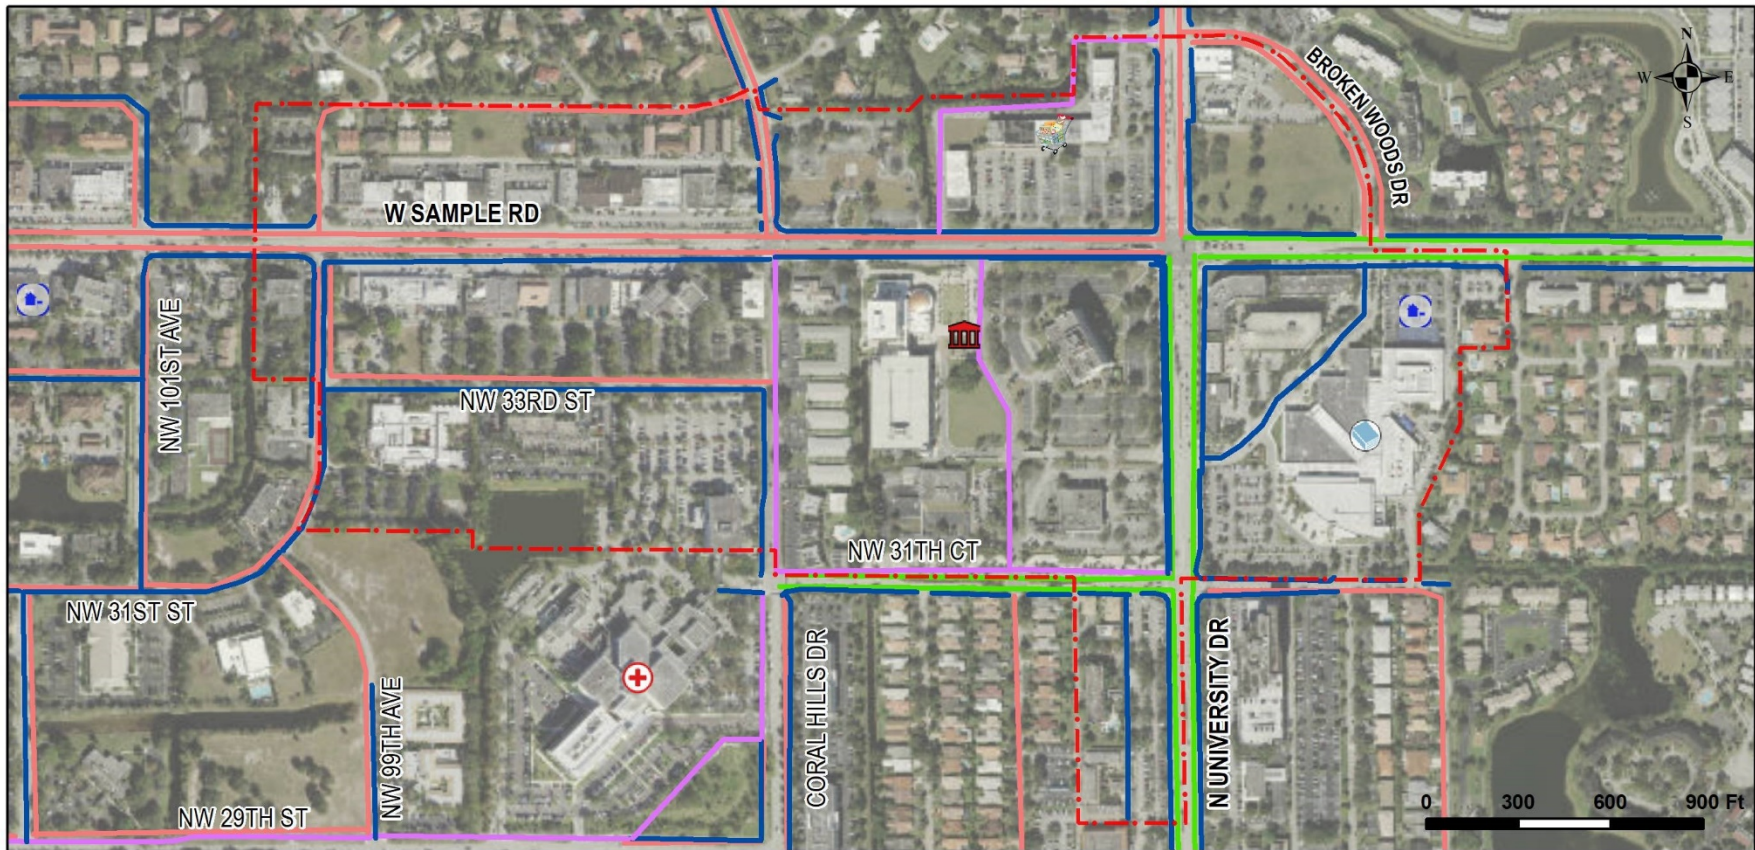 N
W E
S
BROKEN WOODS DR
W SAMPLE RD
NW 101ST AVE
NW 33RD ST
NW 31TH CT
NW 31ST ST
CORAL HILLS DR
N UNIVERSITY DR
NW 99TH AVE
NW 29TH ST
0 300 600 900 Ft